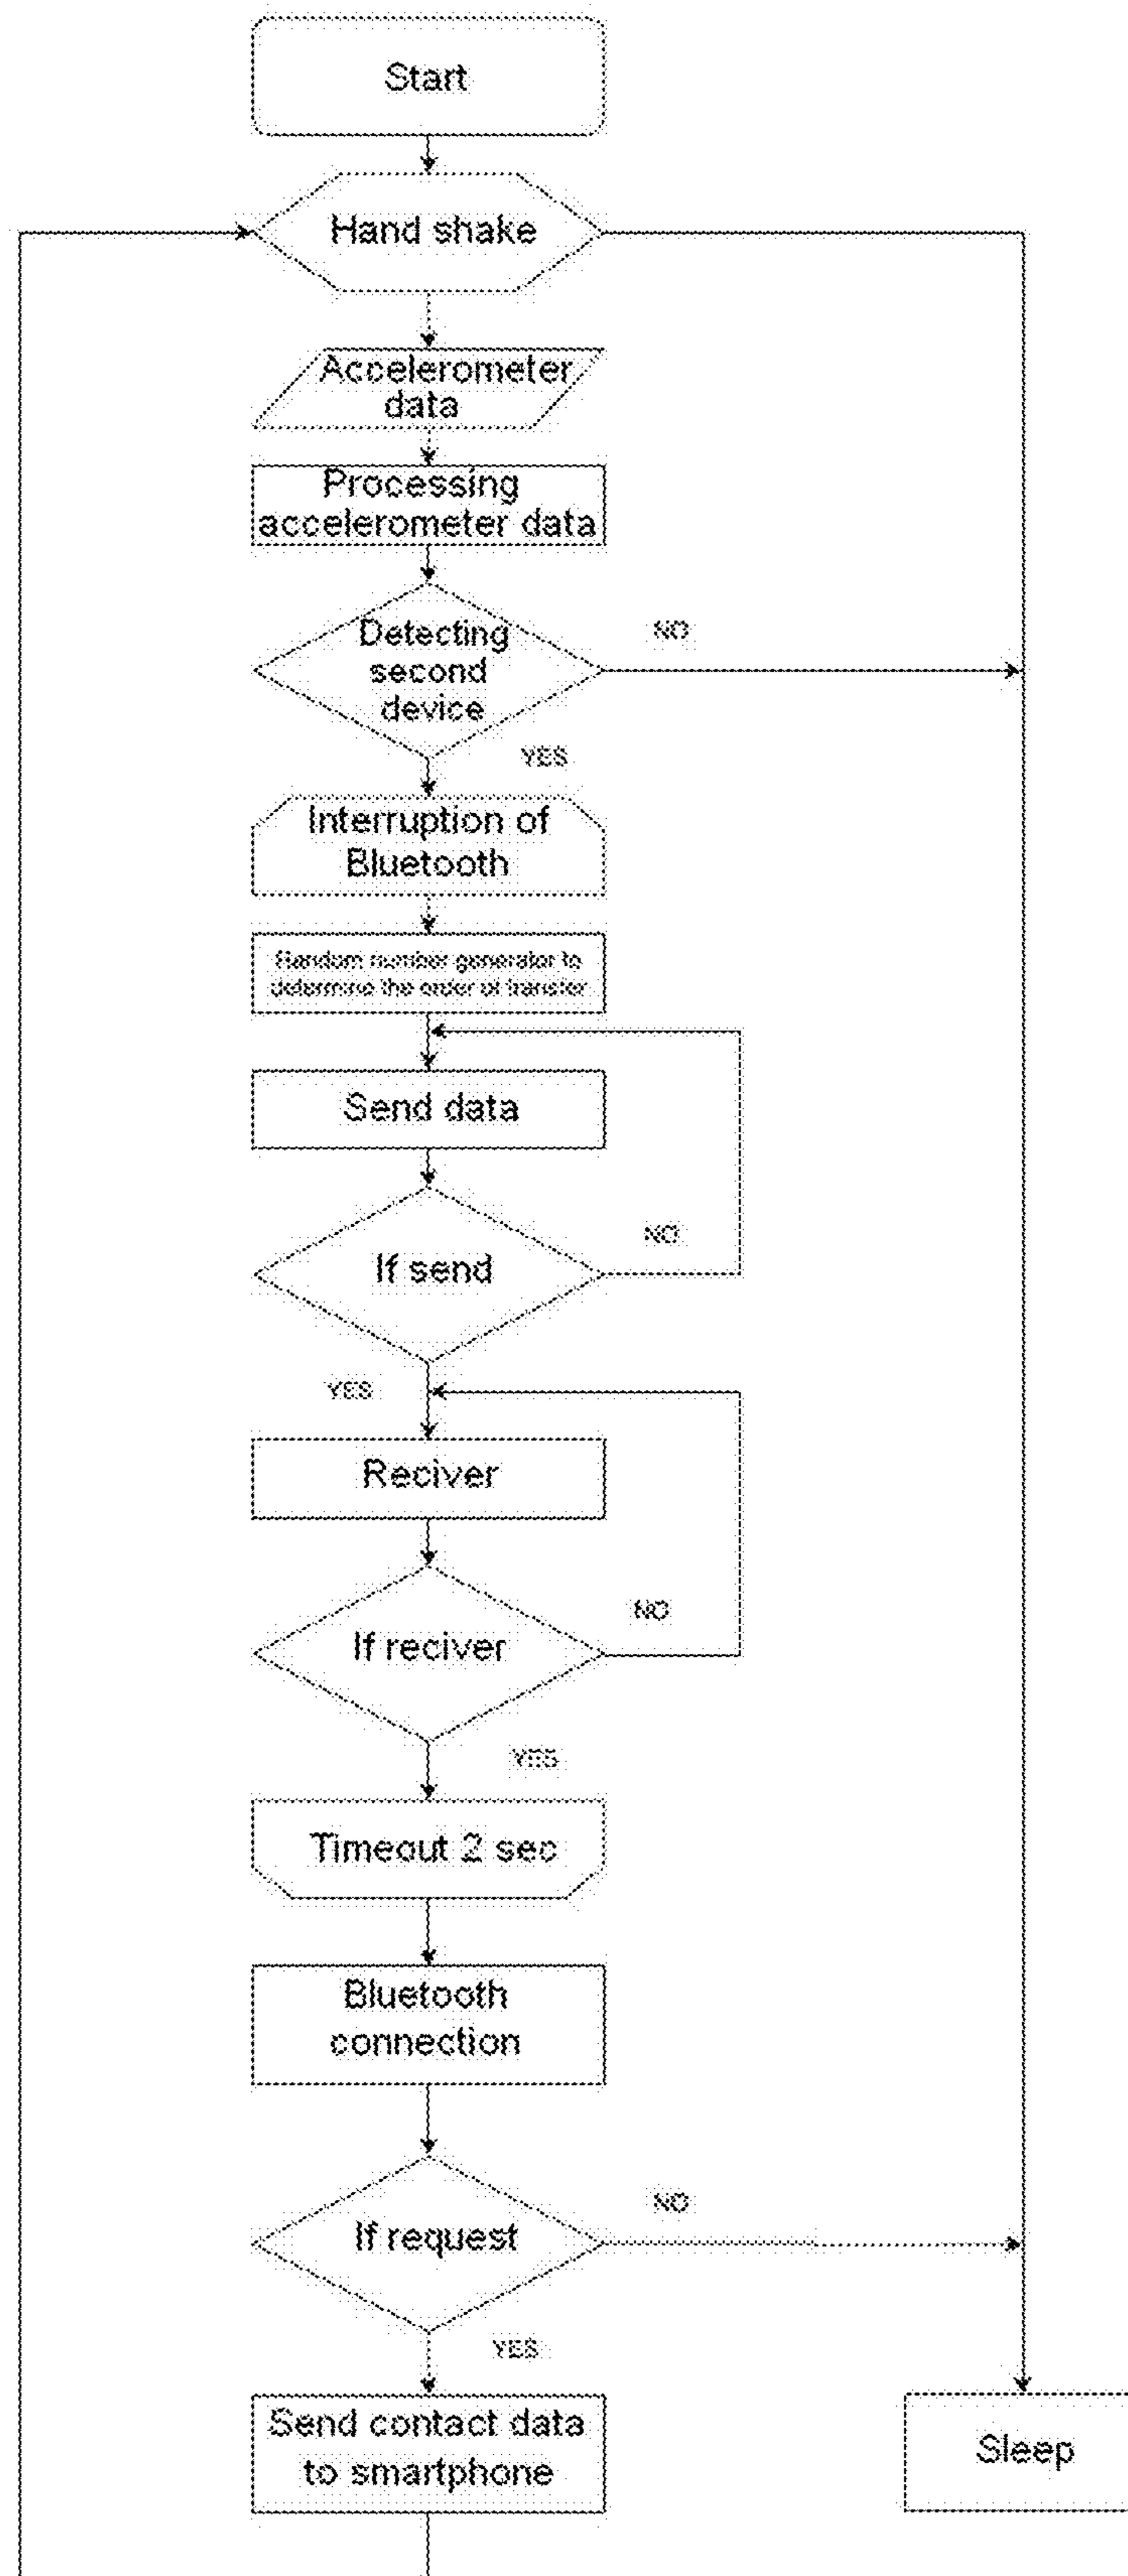 Start
Hand shake
Accelerometer
data
Processing
accelerometer data
Detecting
second
device
NO
YES
Interruption of
Bluetooth
Random number generator to
determine the order of transfer
Send data
If send
NO
YES
Reciver
If reciver
NO
YES
Timeout 2 sec
Bluetooth
connection
If request
NO
YES
Send contact data
to smartphone
Sleep